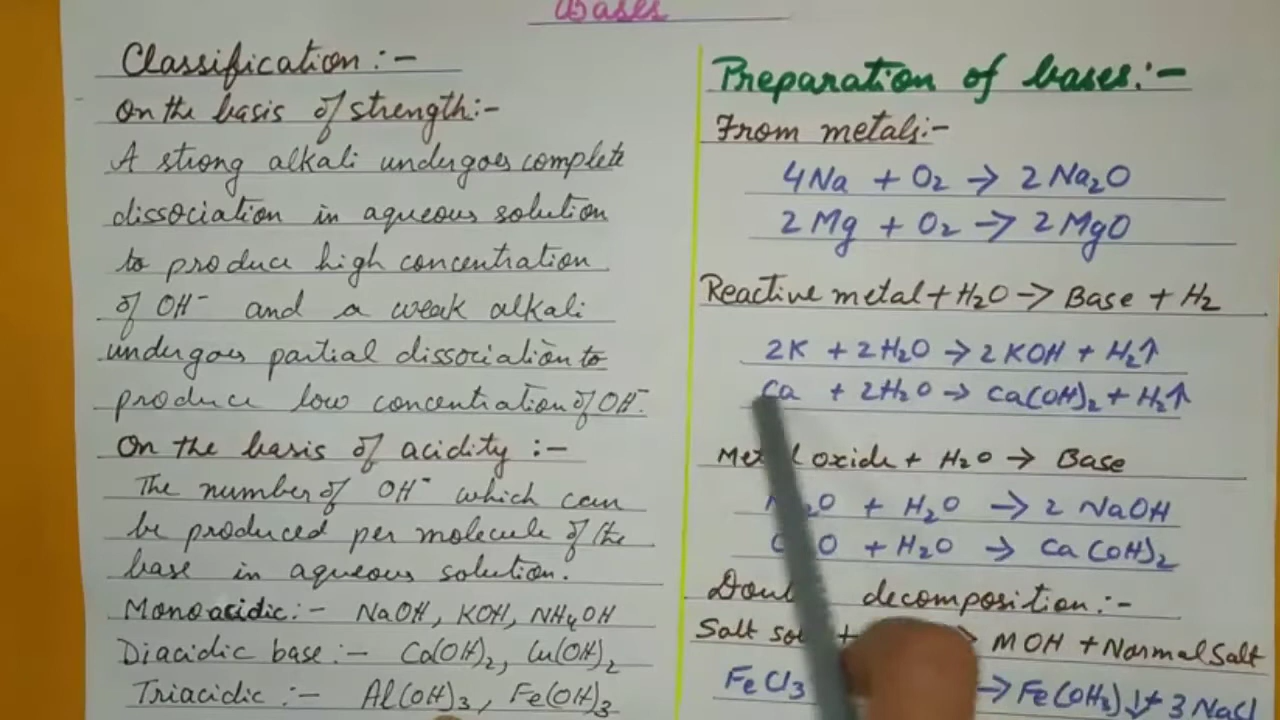 Bases
Classification :-
On the basis of strength:-
A strong alkali undergoes complete
dissociation in aqueous solution
to produce high concentration
of OH⁻ and a weak alkali
undergoes partial dissociation to
produce low concentration of OH⁻.
On the basis of acidity :-
The number of OH⁻ which can
be produced per molecule of the
base in aqueous solution.
Monoacidic:- NaOH, KOH, NH₄OH
Diacidic base:- Ca(OH)₂, Cu(OH)₂
Triacidic :- Al(OH)₃, Fe(OH)₃
Preparation of bases:-
From metals:-
4Na + O₂ → 2Na₂O
2Mg + O₂ → 2MgO
Reactive metal + H₂O → Base + H₂
2K + 2H₂O → 2KOH + H₂↑
Ca + 2H₂O → Ca(OH)₂ + H₂↑
oxide + H₂O → Base
O + H₂O → 2 NaOH
O + H₂O → Ca(OH)₂
decomposition:-
Salt → MOH + Normal Salt
FeCl₃ → Fe(OH₃)↓ + 3NaCl